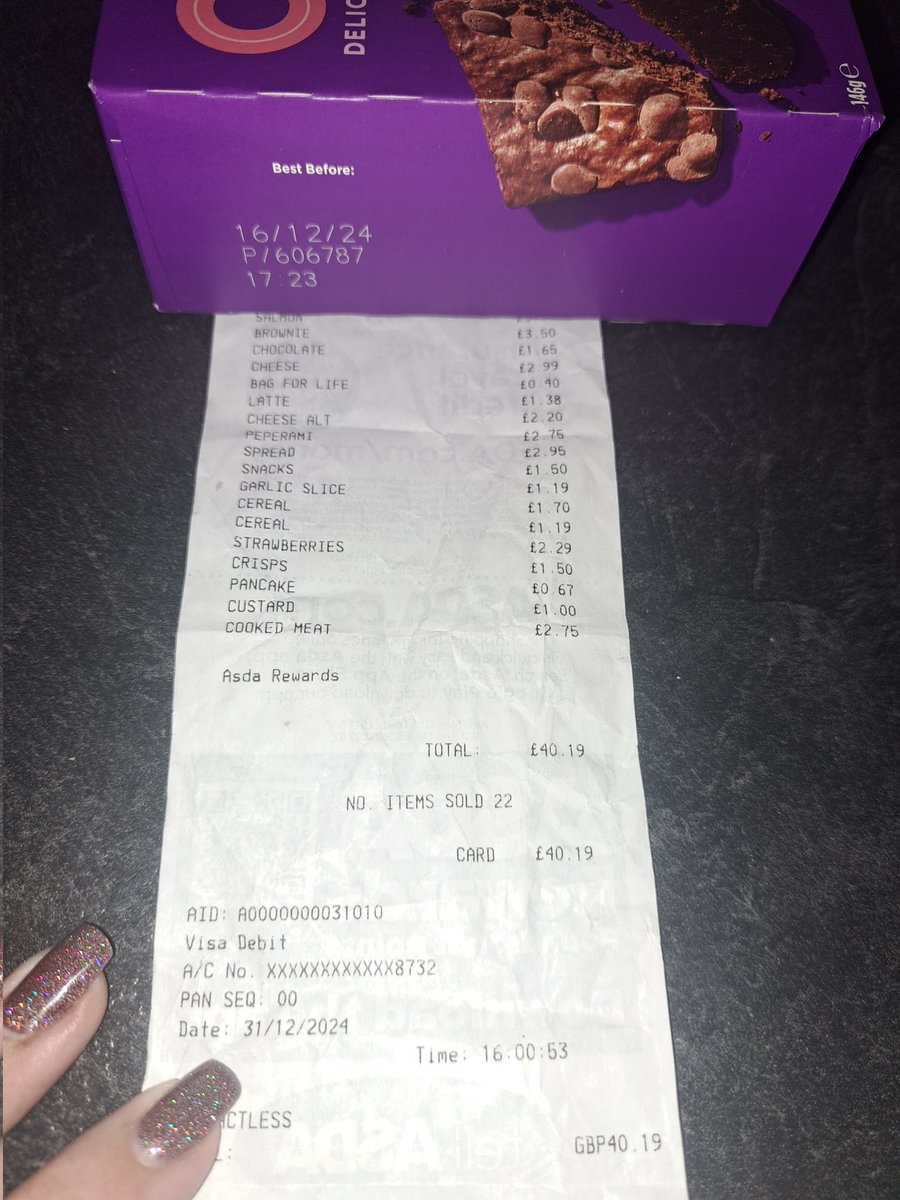 146g e
Best Before:
16/12/24
P/606787
17 23
SALMON
BROWNIE £3.50
CHOCOLATE £1.65
CHEESE £2.99
BAG FOR LIFE £0.40
LATTE £1.38
CHEESE ALT £2.20
PEPERAMI £2.75
SPREAD £2.95
SNACKS £1.50
GARLIC SLICE £1.19
CEREAL £1.70
CEREAL £1.19
STRAWBERRIES £2.29
CRISPS £1.50
PANCAKE £0.67
CUSTARD £1.00
COOKED MEAT £2.75
Asda Rewards
TOTAL: £40.19
NO. ITEMS SOLD 22
CARD £40.19
AID: A0000000031010
Visa Debit
A/C No. XXXXXXXXXXXX8732
PAN SEQ: 00
Date: 31/12/2024
Time: 16:00:53
GBP40.19